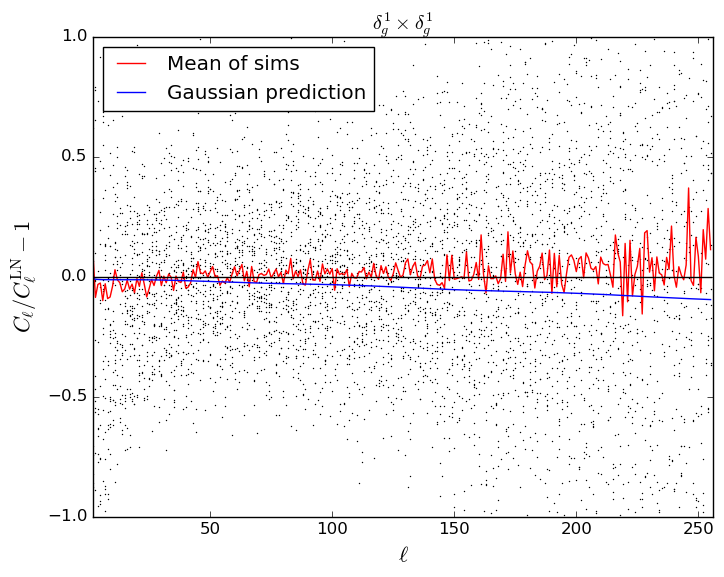 δ_g^1 × δ_g^1
1.0
0.5
0.0
−0.5
−1.0
Mean of sims
Gaussian prediction
C_ℓ/C_ℓ^LN − 1
50
100
150
200
250
ℓ